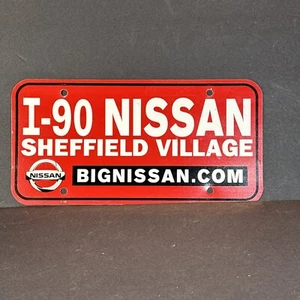 I-90 NISSAN
SHEFFIELD VILLAGE
NISSAN BIGNISSAN.COM